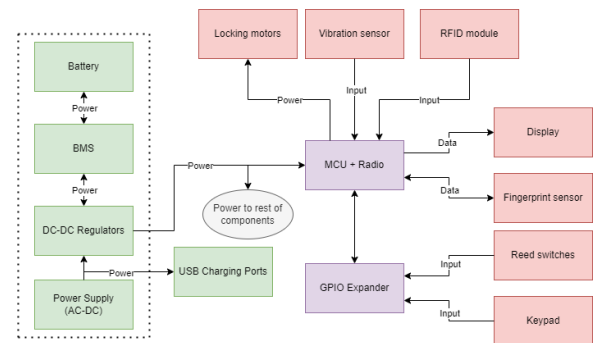 Locking motors
Vibration sensor
RFID module
Battery
Power
Power
Input
Input
BMS
Display
Data
MCU + Radio
Power
Power
Data
Fingerprint sensor
Power to rest of
components
DC-DC Regulators
Reed switches
Input
USB Charging Ports
Power
GPIO Expander
Power Supply
(AC-DC)
Input
Keypad